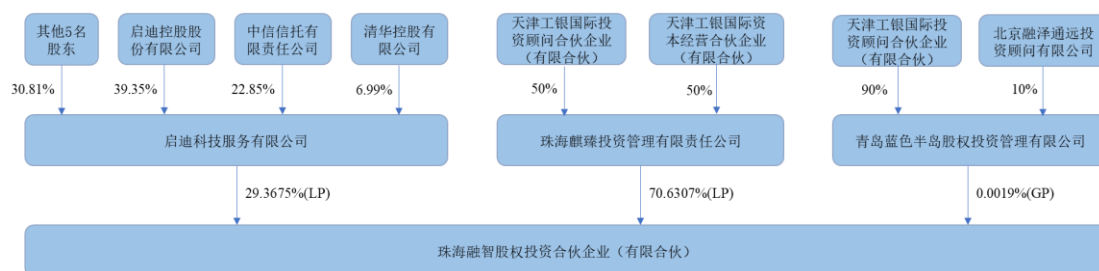 其他5名
股东
启迪控股股
份有限公司
中信信托有
限责任公司
清华控股有
限公司
天津工银国际投
资顾问合伙企业
（有限合伙）
天津工银国际资
本经营合伙企业
（有限合伙）
天津工银国际投
资顾问合伙企业
（有限合伙）
北京融泽通远投
资顾问有限公司
30.81%
39.35%
22.85%
6.99%
50%
50%
90%
10%
启迪科技服务有限公司
珠海麒臻投资管理有限责任公司
青岛蓝色半岛股权投资管理有限公司
29.3675%(LP)
70.6307%(LP)
0.0019%(GP)
珠海融智股权投资合伙企业（有限合伙）